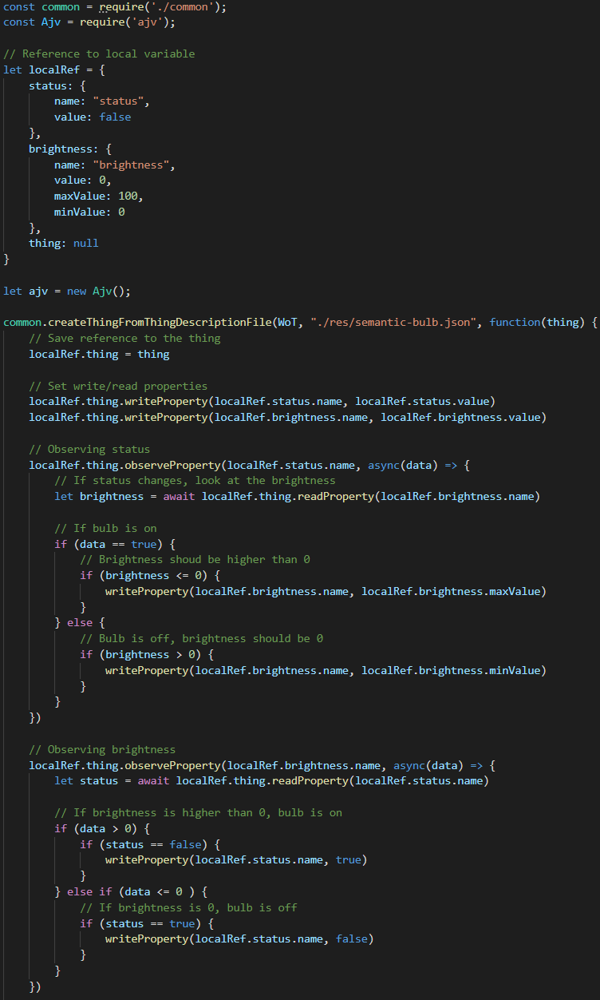 const common = require('./common');
const Ajv = require('ajv');
// Reference to local variable
let localRef = {
    status: {
        name: "status",
        value: false
    },
    brightness: {
        name: "brightness",
        value: 0,
        maxValue: 100,
        minValue: 0
    },
    thing: null
}
let ajv = new Ajv();
common.createThingFromThingDescriptionFile(WoT, "./res/semantic-bulb.json", function(thing) {
    // Save reference to the thing
    localRef.thing = thing
    // Set write/read properties
    localRef.thing.writeProperty(localRef.status.name, localRef.status.value)
    localRef.thing.writeProperty(localRef.brightness.name, localRef.brightness.value)
    // Observing status
    localRef.thing.observeProperty(localRef.status.name, async(data) => {
        // If status changes, look at the brightness
        let brightness = await localRef.thing.readProperty(localRef.brightness.name)
        // If bulb is on
        if (data == true) {
            // Brightness shoud be higher than 0
            if (brightness <= 0) {
                writeProperty(localRef.brightness.name, localRef.brightness.maxValue)
            }
        } else {
            // Bulb is off, brightness should be 0
            if (brightness > 0) {
                writeProperty(localRef.brightness.name, localRef.brightness.minValue)
            }
        }
    })
    // Observing brightness
    localRef.thing.observeProperty(localRef.brightness.name, async(data) => {
        let status = await localRef.thing.readProperty(localRef.status.name)
        // If brightness is higher than 0, bulb is on
        if (data > 0) {
            if (status == false) {
                writeProperty(localRef.status.name, true)
            }
        } else if (data <= 0 ) {
            // If brightness is 0, bulb is off
            if (status == true) {
                writeProperty(localRef.status.name, false)
            }
        }
    })